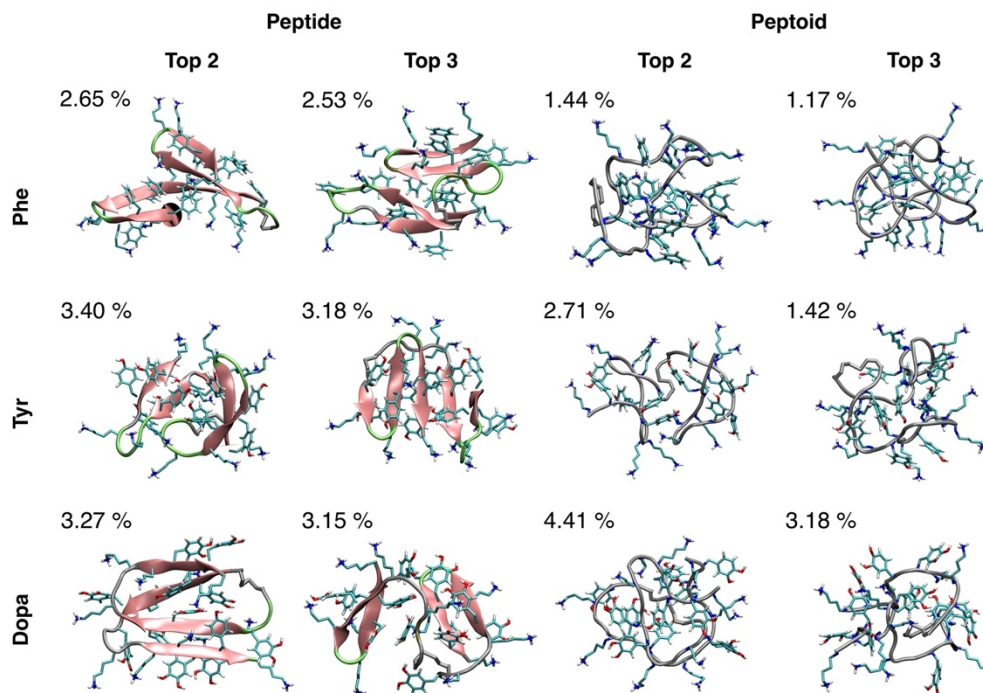 Peptide Peptoid
Top 2 Top 3 Top 2 Top 3
Phe
2.65 % 2.53 % 1.44 % 1.17 %
Tyr
3.40 % 3.18 % 2.71 % 1.42 %
Dopa
3.27 % 3.15 % 4.41 % 3.18 %